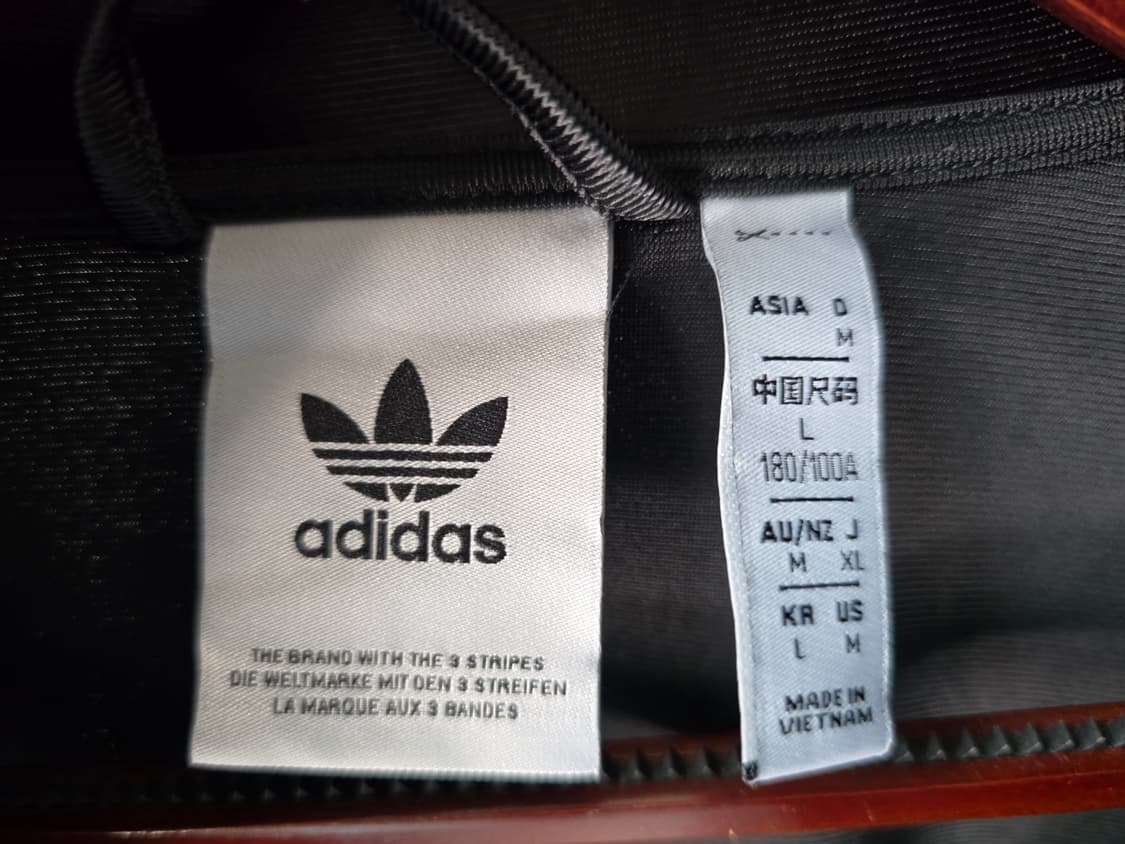 adidas
THE BRAND WITH THE 3 STRIPES
DIE WELTMARKE MIT DEN 3 STREIFEN
LA MARQUE AUX 3 BANDES
ASIA D
M
中国尺码
L
180/100A
AU/NZ J
M XL
KR US
L M
MADE IN
VIETNAM